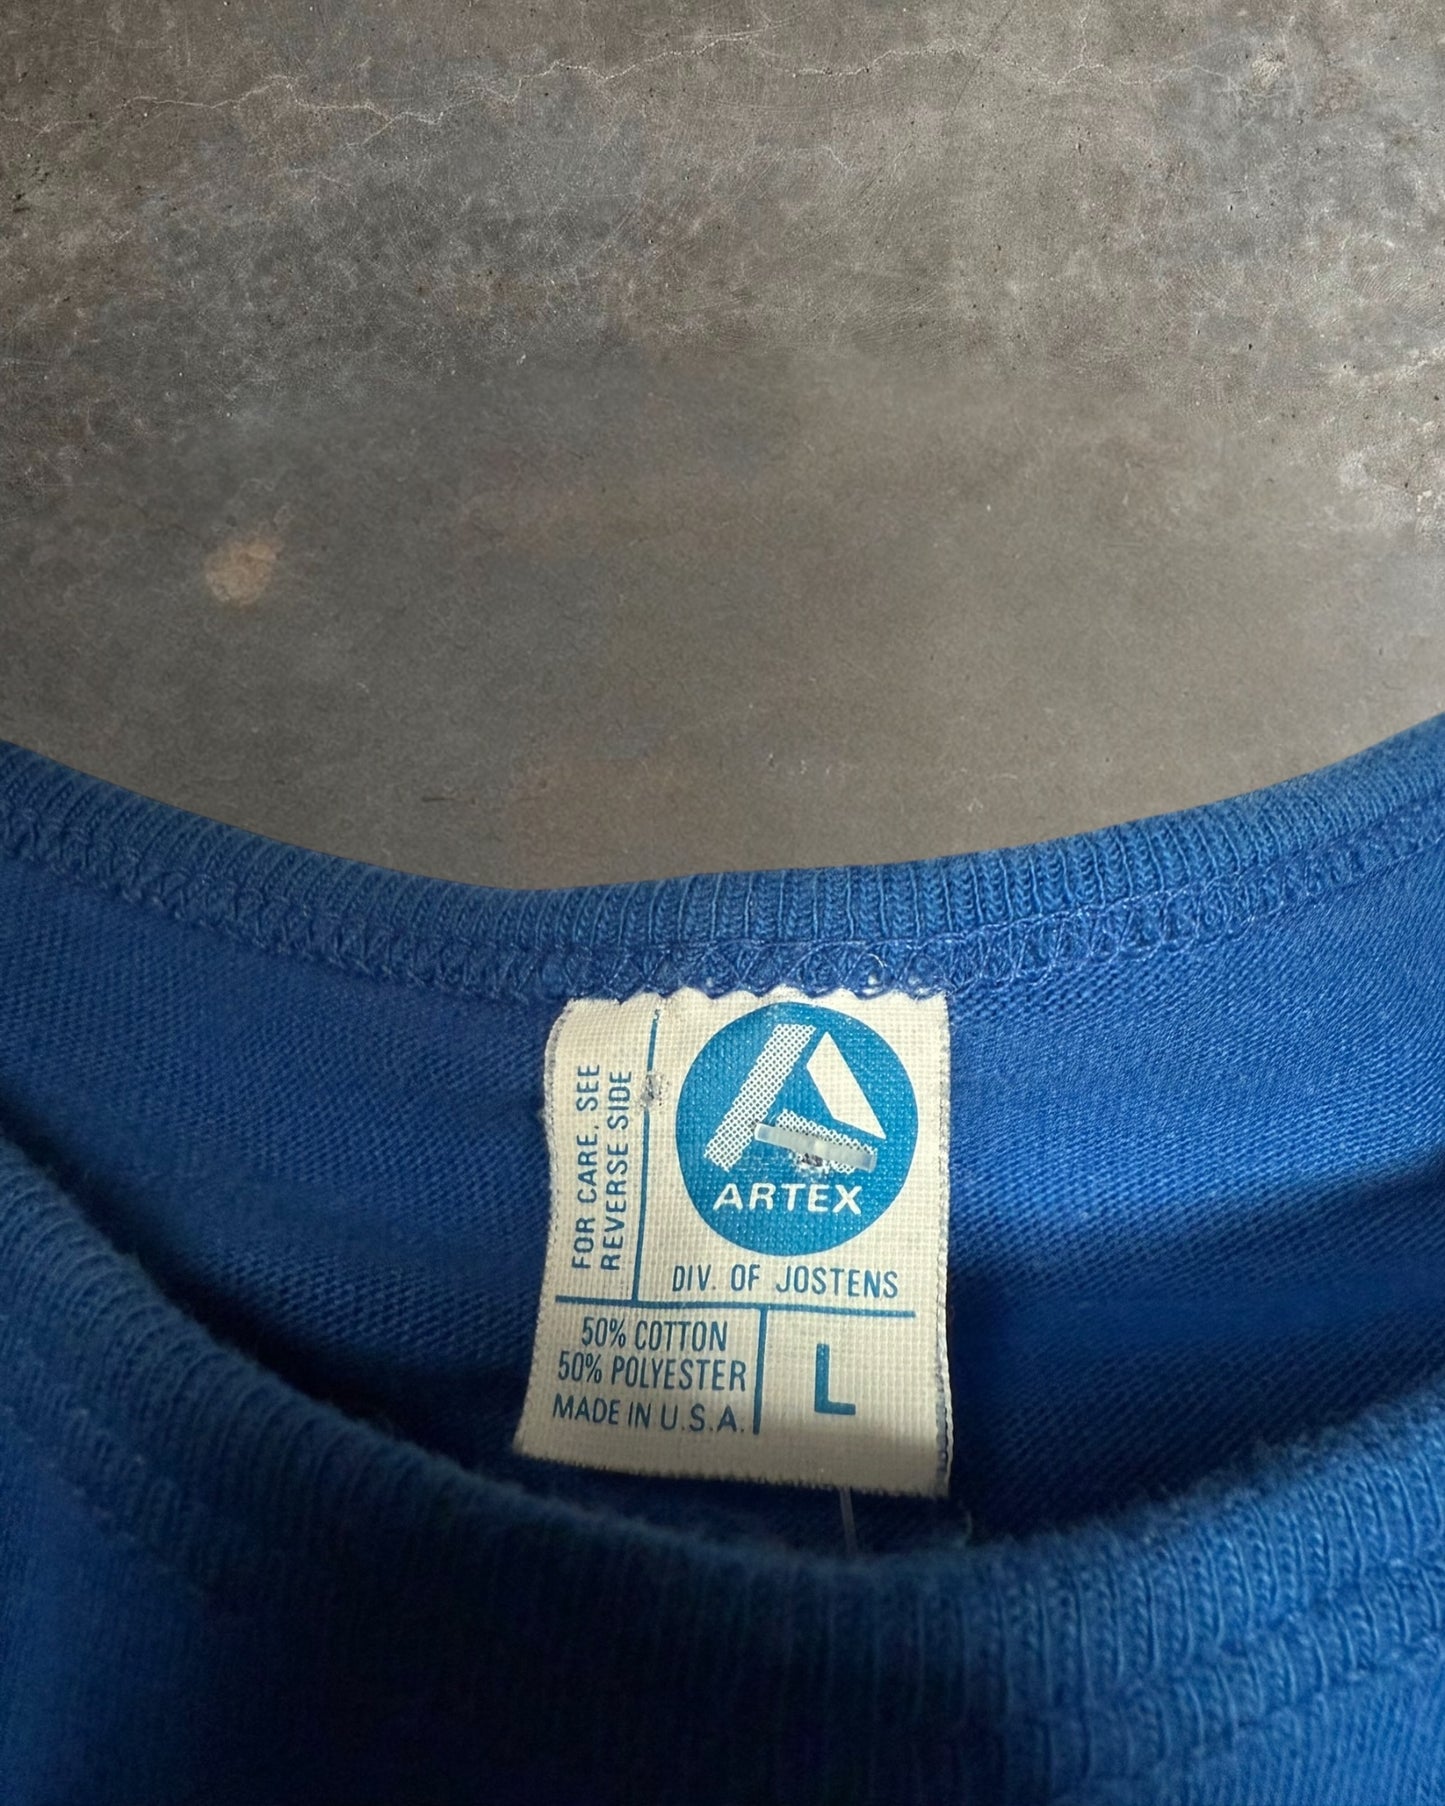 FOR CARE, SEE
REVERSE SIDE
ARTEX
DIV. OF JOSTENS
50% COTTON
50% POLYESTER
MADE IN U.S.A.
L